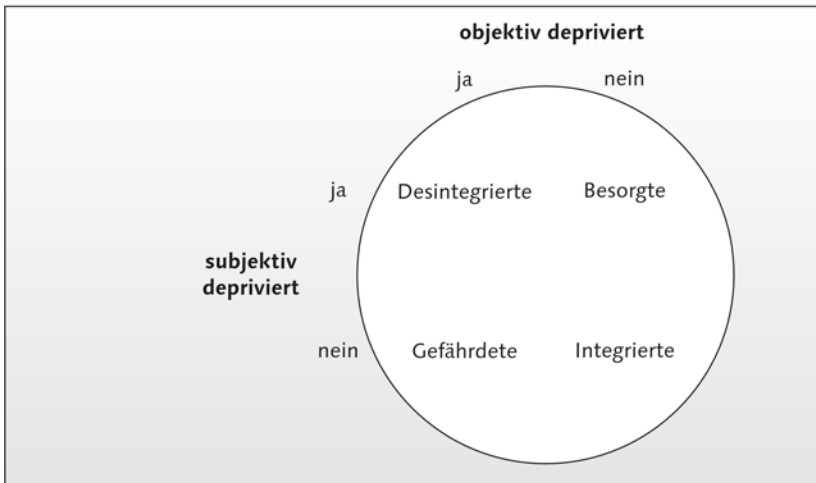 objektiv depriviert
ja nein
ja Desintegrierte Besorgte
subjektiv
depriviert
nein Gefährdete Integrierte